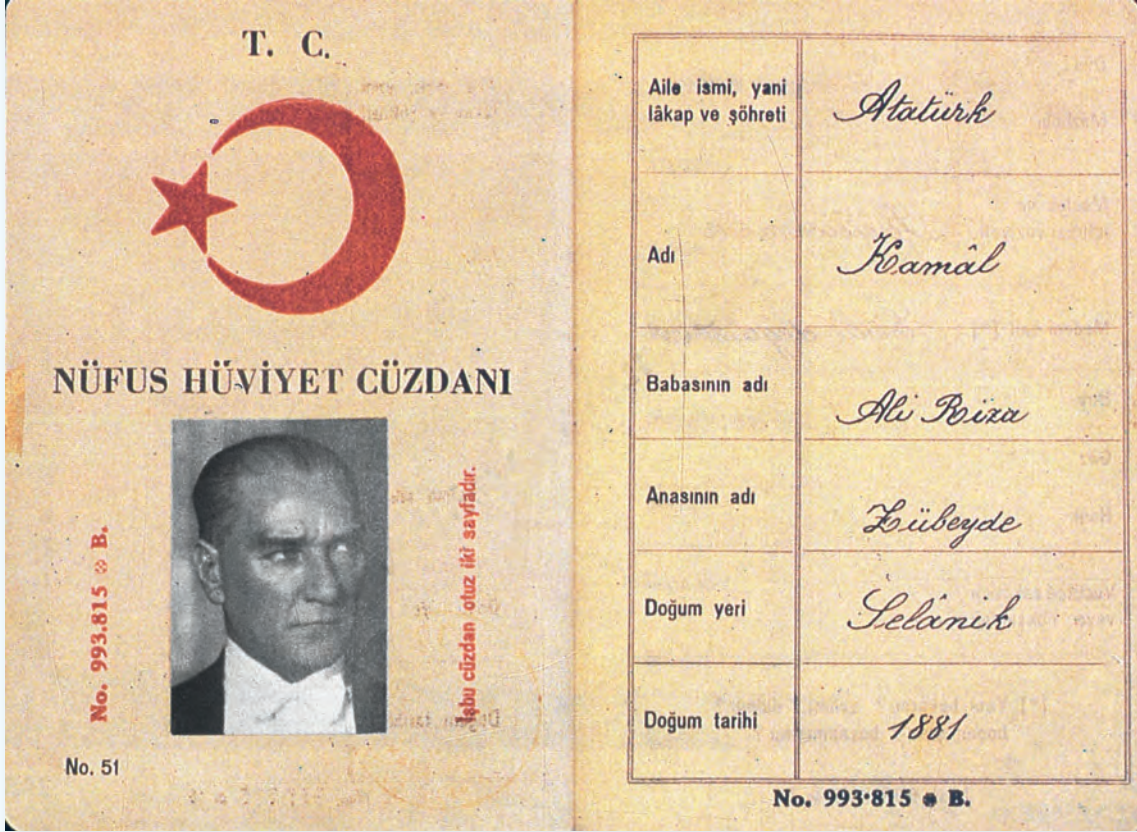 T. C.
NÜFUS HÜVİYET CÜZDANI
No. 993.815 B.
İşbu cüzdan otuz iki sayfadır.
No. 51
Aile ismi, yani
lâkap ve şöhreti
Atatürk
Adı
Kamâl
Babasının adı
Ali Rıza
Anasının adı
Zübeyde
Doğum yeri
Selânik
Doğum tarihi
1881
No. 993·815 B.